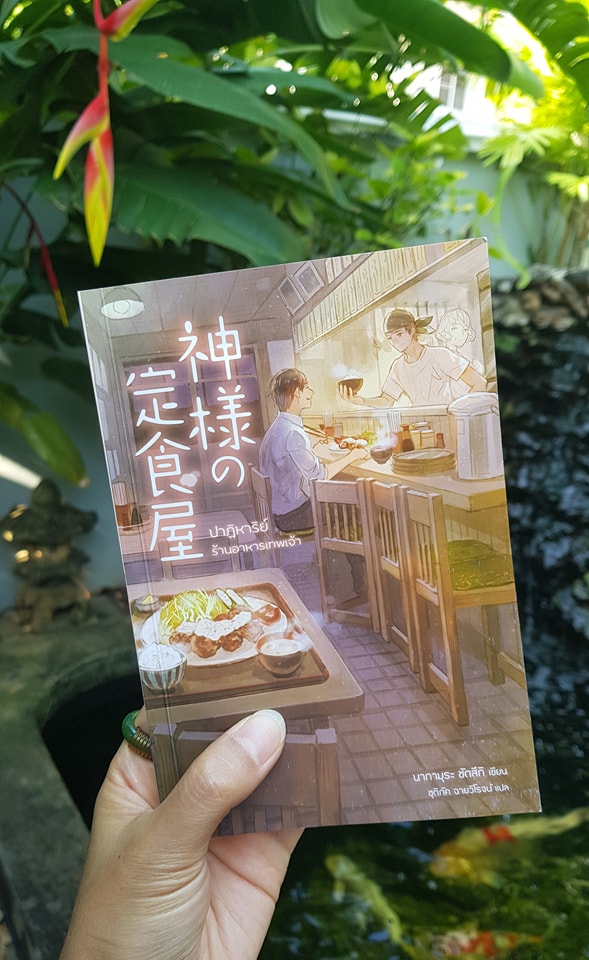 神様の
定食屋
ปาฏิหาริย์
ร้านอาหารเทพเจ้า
นากามุระ ซัตสึกิ เขียน
ชุติภัค ฉายวิโรจน์ แปล